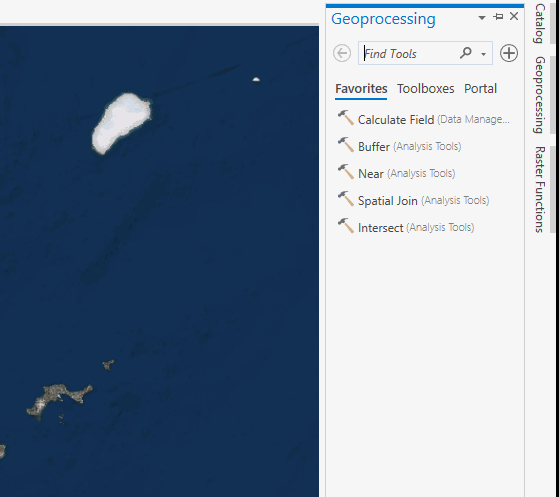 Geoprocessing
Find Tools
Favorites Toolboxes Portal
Calculate Field (Data Manage...
Buffer (Analysis Tools)
Near (Analysis Tools)
Spatial Join (Analysis Tools)
Intersect (Analysis Tools)
Catalog
Geoprocessing
Raster Functions